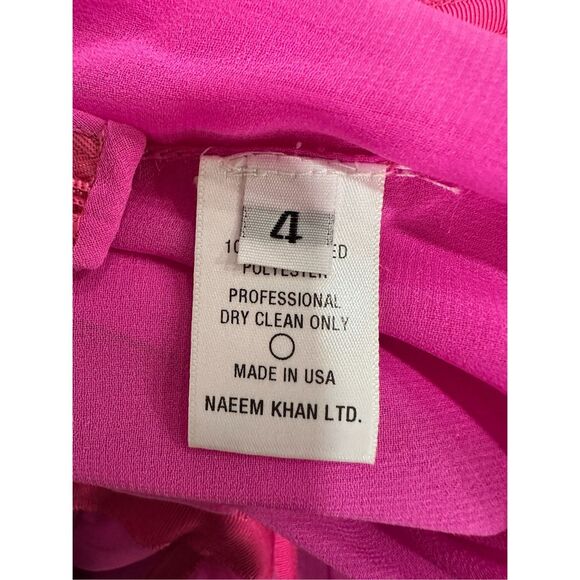 4
POLYESTER
PROFESSIONAL
DRY CLEAN ONLY
MADE IN USA
NAEEM KHAN LTD.